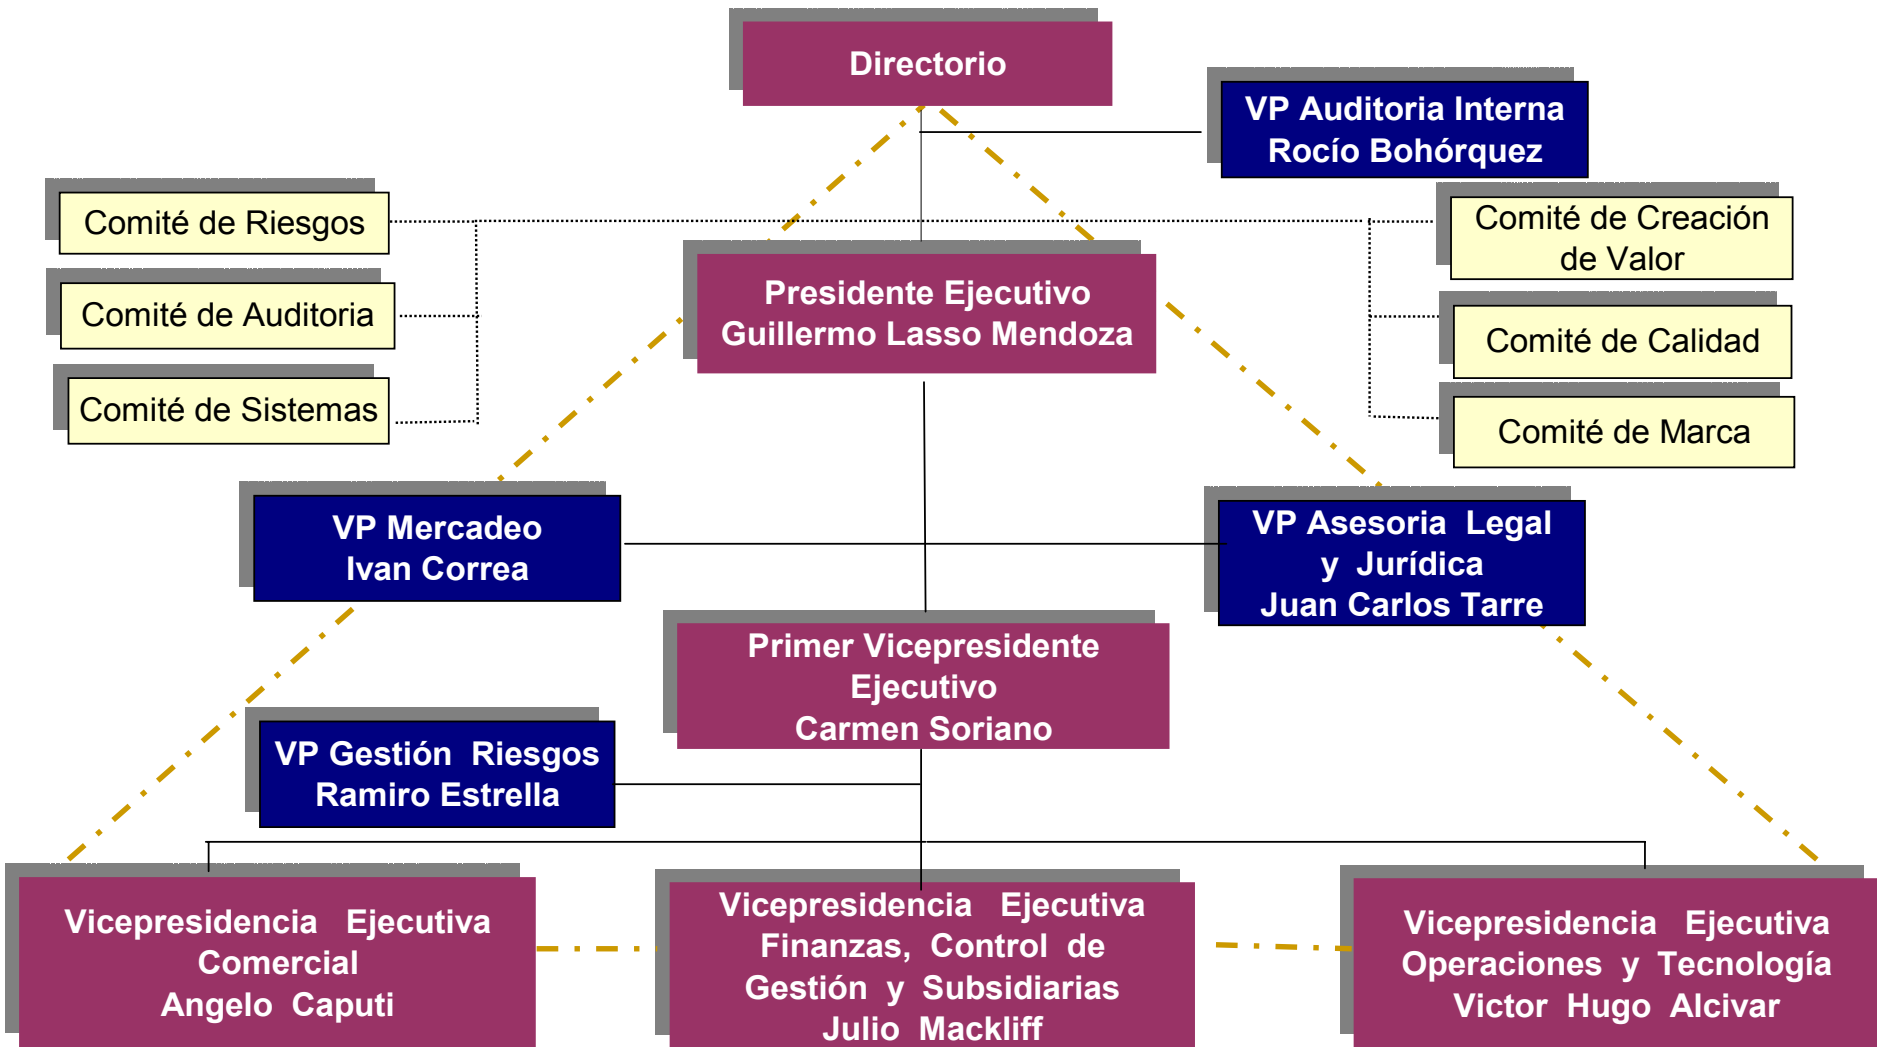 Directorio
VP Auditoria Interna
Rocío Bohórquez
Comité de Riesgos
Comité de Auditoria
Comité de Sistemas
Comité de Creación
de Valor
Comité de Calidad
Comité de Marca
Presidente Ejecutivo
Guillermo Lasso Mendoza
VP Mercadeo
Ivan Correa
VP Asesoria Legal
y Jurídica
Juan Carlos Tarre
Primer Vicepresidente
Ejecutivo
Carmen Soriano
VP Gestión Riesgos
Ramiro Estrella
Vicepresidencia Ejecutiva
Comercial
Angelo Caputi
Vicepresidencia Ejecutiva
Finanzas, Control de
Gestión y Subsidiarias
Julio Mackliff
Vicepresidencia Ejecutiva
Operaciones y Tecnología
Victor Hugo Alcivar